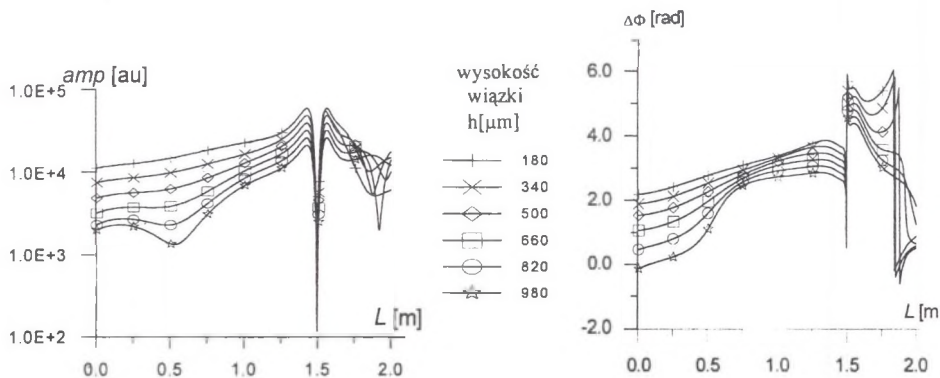 amp [au]
1.0E+5
1.0E+4
1.0E+3
1.0E+2
0.0 0.5 1.0 1.5 2.0
L [m]
wysokość
wiązki
h[μm]
180
340
500
660
820
980
ΔΦ [rad]
6.0
4.0
2.0
0.0
-2.0
0.0 0.5 1.0 1.5 2.0
L [m